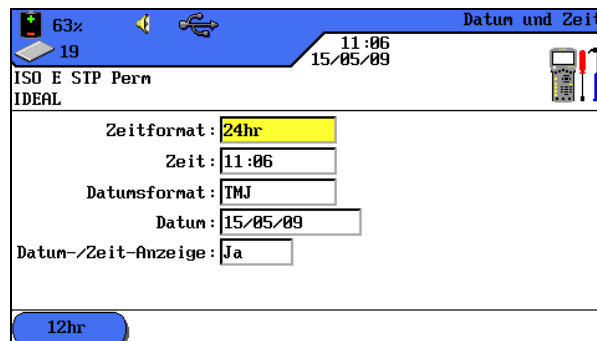 63% Datum und Zeit
19 11:06
15/05/09
ISO E STP Perm
IDEAL
Zeitformat: 24hr
Zeit: 11:06
Datumsformat: TMJ
Datum: 15/05/09
Datum-/Zeit-Anzeige: Ja
12hr